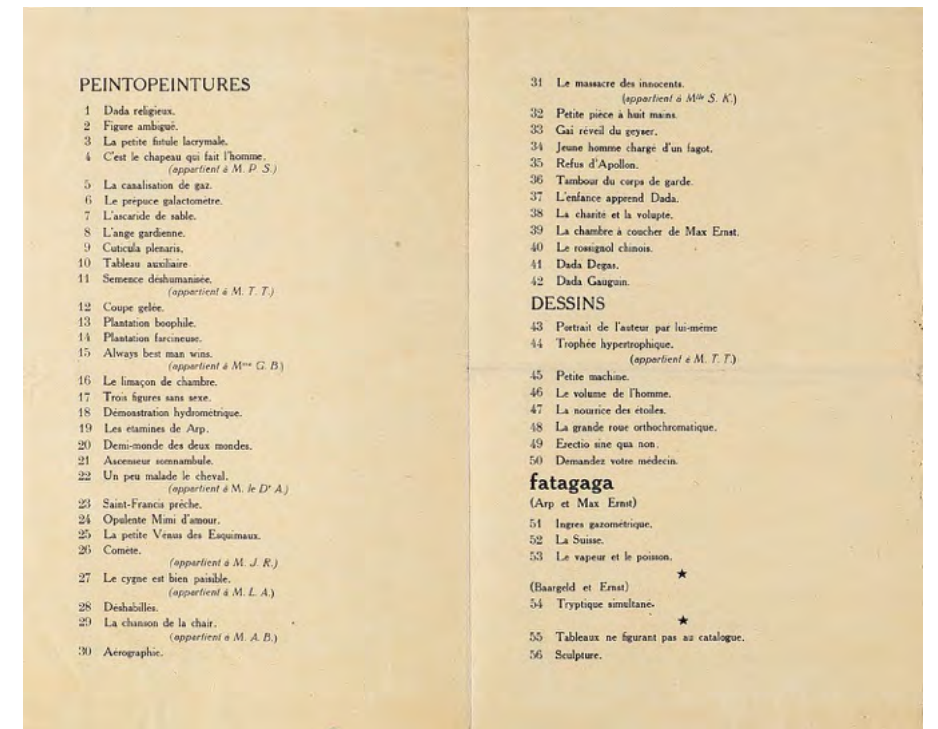 PEINTOPEINTURES
1 Dada religieux.
2 Figure ambiguë.
3 La petite fistule lacrymale.
4 C'est le chapeau qui fait l'homme.
(appartient à M. P. S.)
5 La canalisation de gaz.
6 Le prépuce galactomètre.
7 L'ascaride de sable.
8 L'ange gardienne.
9 Cuticula plenaris.
10 Tableau auxiliaire
11 Semence déshumanisée.
(appartient à M. T. T.)
12 Coupe gelée.
13 Plantation boophile.
14 Plantation farcineuse.
15 Always best man wins.
(appartient à Mme G. B.)
16 Le limaçon de chambre.
17 Trois figures sans sexe.
18 Démonstration hydrométrique.
19 Les étamines de Arp.
20 Demi-monde des deux mondes.
21 Ascenseur somnambule.
22 Un peu malade le cheval.
(appartient à M. le Dr A.)
23 Saint-Francis prêche.
24 Opulente Mimi d'amour.
25 La petite Vénus des Esquimaux.
26 Comète.
(appartient à M. J. R.)
27 Le cygne est bien paisible.
(appartient à M. L. A.)
28 Déshabillés.
29 La chanson de la chair.
(appartient à M. A. B.)
30 Aérographie.
31 Le massacre des innocents.
(appartient à Mlle S. K.)
32 Petite pièce à huit mains.
33 Gai réveil du geyser.
34 Jeune homme chargé d'un fagot.
35 Refus d'Apollon.
36 Tambour du corps de garde.
37 L'enfance apprend Dada.
38 La charité et la volupte.
39 La chambre à coucher de Max Ernst.
40 Le rossignol chinois.
41 Dada Degas.
42 Dada Gauguin.
DESSINS
43 Portrait de l'auteur par lui-même
44 Trophée hypertrophique.
(appartient à M. T. T.)
45 Petite machine.
46 Le volume de l'homme.
47 La nourrice des étoiles.
48 La grande roue orthochromatique.
49 Erectio sine qua non.
50 Demandez votre médecin.
fatagaga
(Arp et Max Ernst)
51 Ingres gazométrique.
52 La Suisse.
53 Le vapeur et le poisson.
★
(Baargeld et Ernst)
54 Tryptique simultané.
★
55 Tableaux ne figurant pas au catalogue.
56 Sculpture.